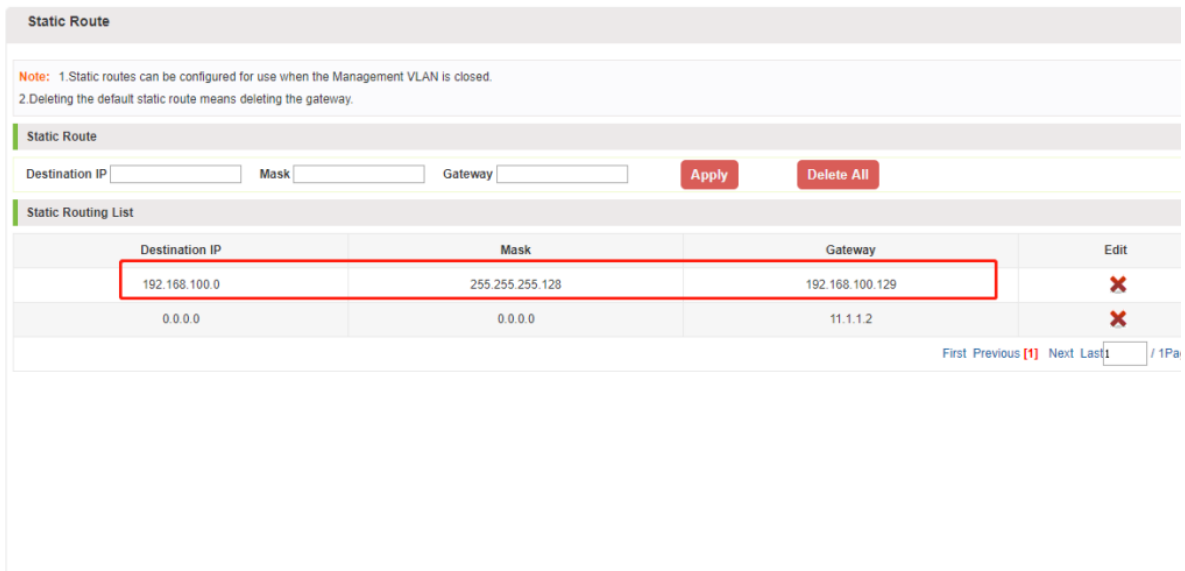 Static Route
Note: 1.Static routes can be configured for use when the Management VLAN is closed.
2.Deleting the default static route means deleting the gateway.
Static Route
Destination IP Mask Gateway Apply Delete All
Static Routing List
Destination IP Mask Gateway Edit
192.168.100.0 255.255.255.128 192.168.100.129
0.0.0.0 0.0.0.0 11.1.1.2
First Previous [1] Next Last 1 / 1Pa